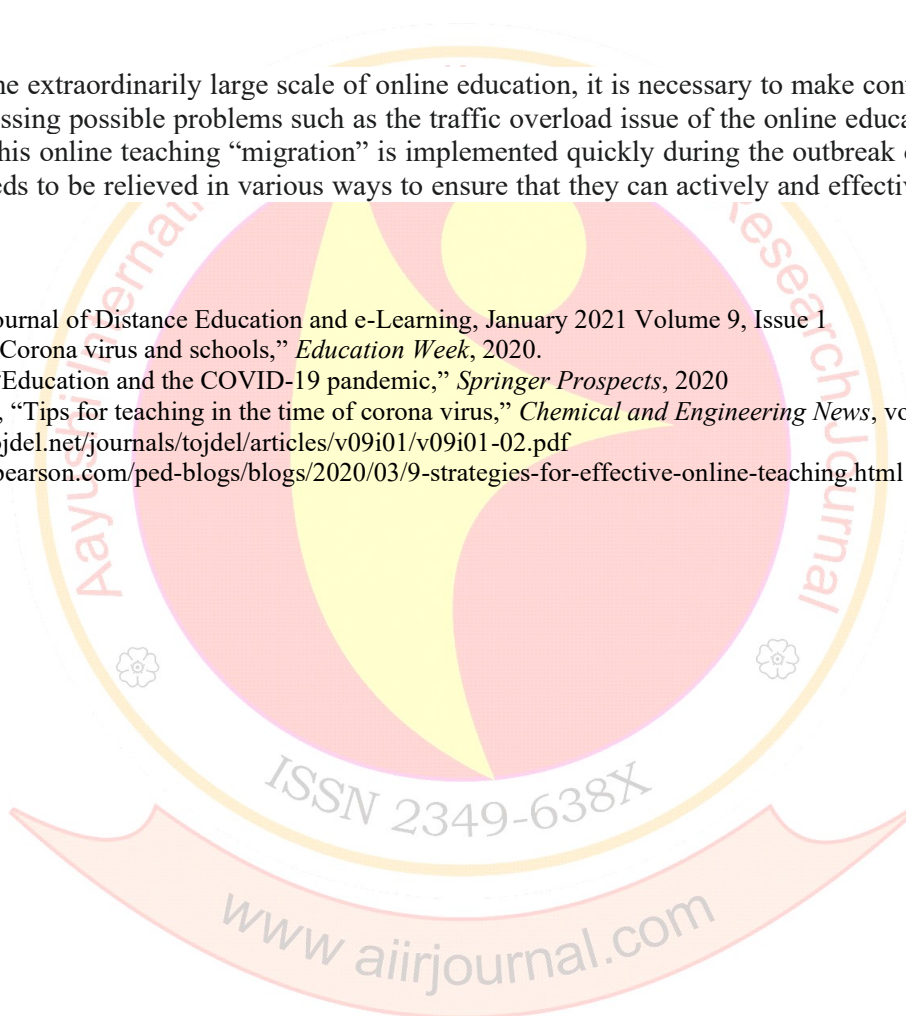 he extraordinarily large scale of online education, it is necessary to make con
ssing possible problems such as the traffic overload issue of the online educa
his online teaching “migration” is implemented quickly during the outbreak
eds to be relieved in various ways to ensure that they can actively and effectiv
ournal of Distance Education and e-Learning, January 2021 Volume 9, Issue 1
Corona virus and schools,” Education Week, 2020.
“Education and the COVID-19 pandemic,” Springer Prospects, 2020
, “Tips for teaching in the time of corona virus,” Chemical and Engineering News, vo
ojdel.net/journals/tojdel/articles/v09i01/v09i01-02.pdf
pearson.com/ped-blogs/blogs/2020/03/9-strategies-for-effective-online-teaching.html
Aayushi Internati
Research Journal
ISSN 2349-638X
www.aiirjournal.com